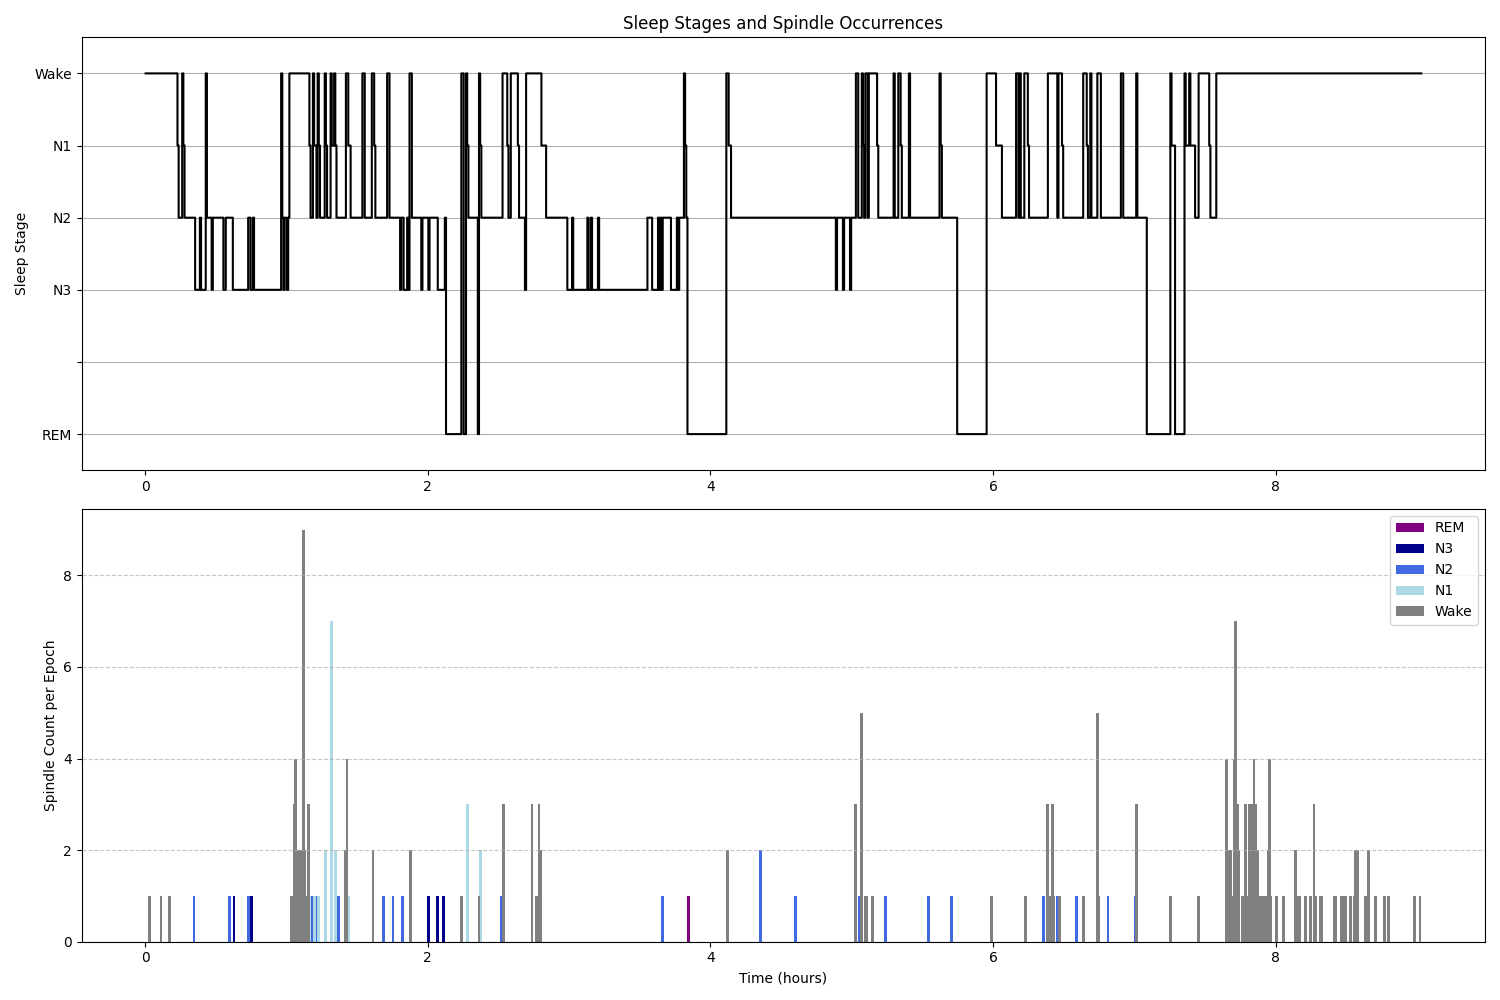 Sleep Stages and Spindle Occurrences
Sleep Stage
Wake
N1
N2
N3
REM
0 2 4 6 8
Spindle Count per Epoch
8
6
4
2
0
REM
N3
N2
N1
Wake
0 2 4 6 8
Time (hours)